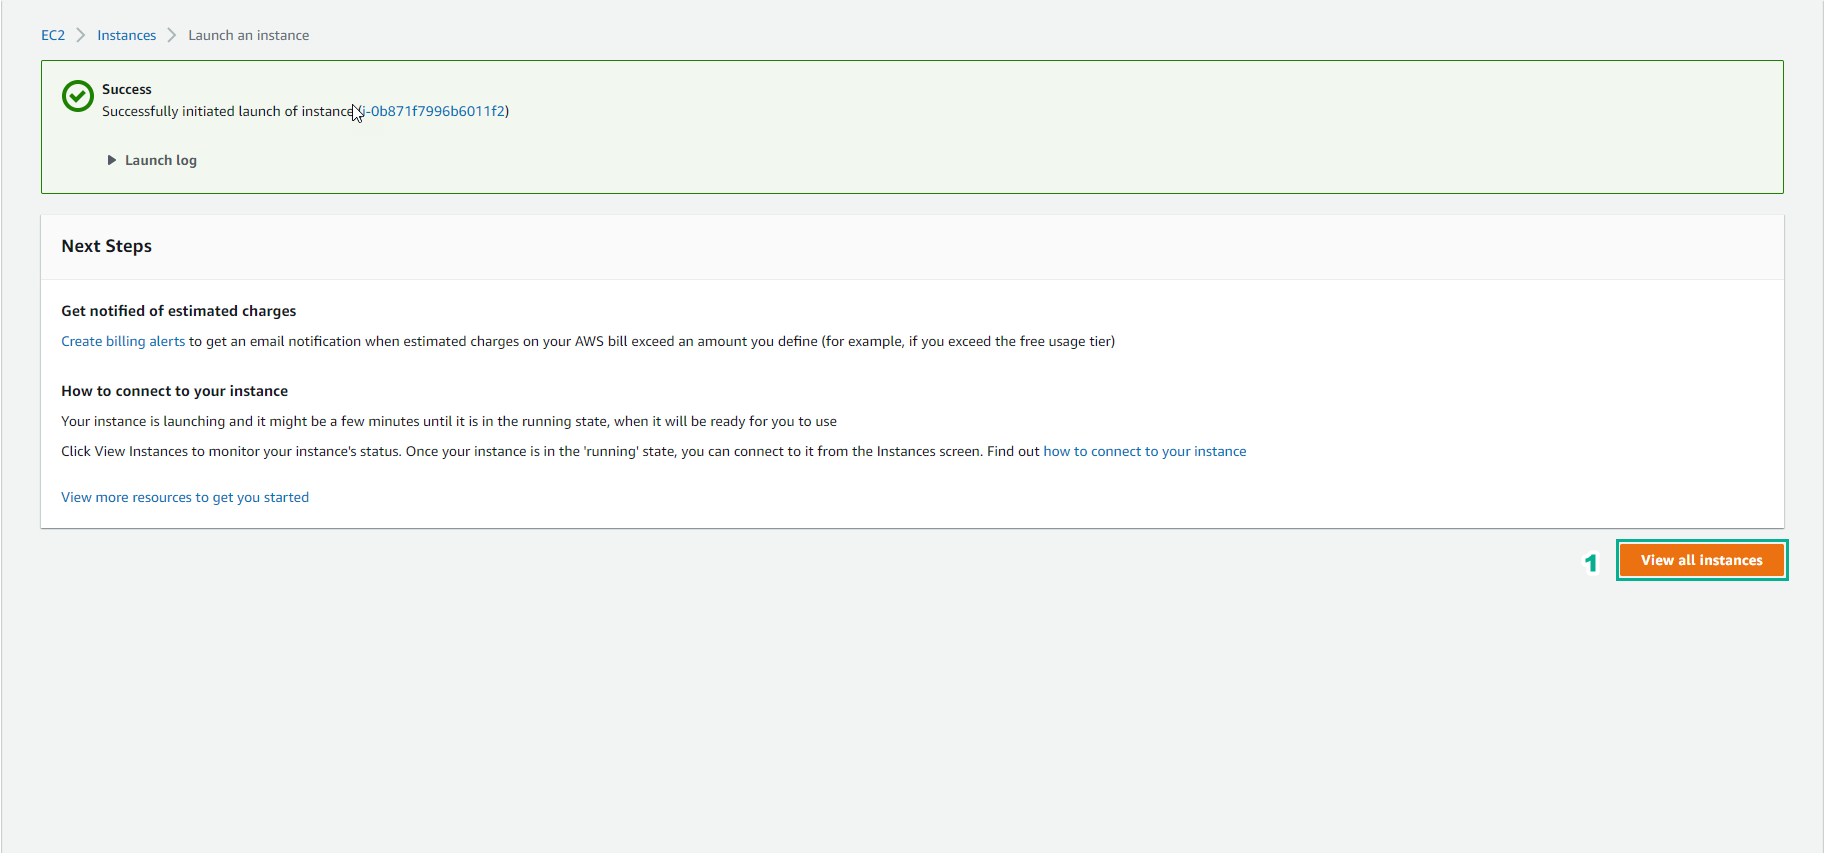 EC2 > Instances > Launch an instance
Success
Successfully initiated launch of instance (i-0b871f7996b6011f2)
Launch log
Next Steps
Get notified of estimated charges
Create billing alerts to get an email notification when estimated charges on your AWS bill exceed an amount you define (for example, if you exceed the free usage tier)
How to connect to your instance
Your instance is launching and it might be a few minutes until it is in the running state, when it will be ready for you to use
Click View Instances to monitor your instance's status. Once your instance is in the 'running' state, you can connect to it from the Instances screen. Find out how to connect to your instance
View more resources to get you started
1 View all instances